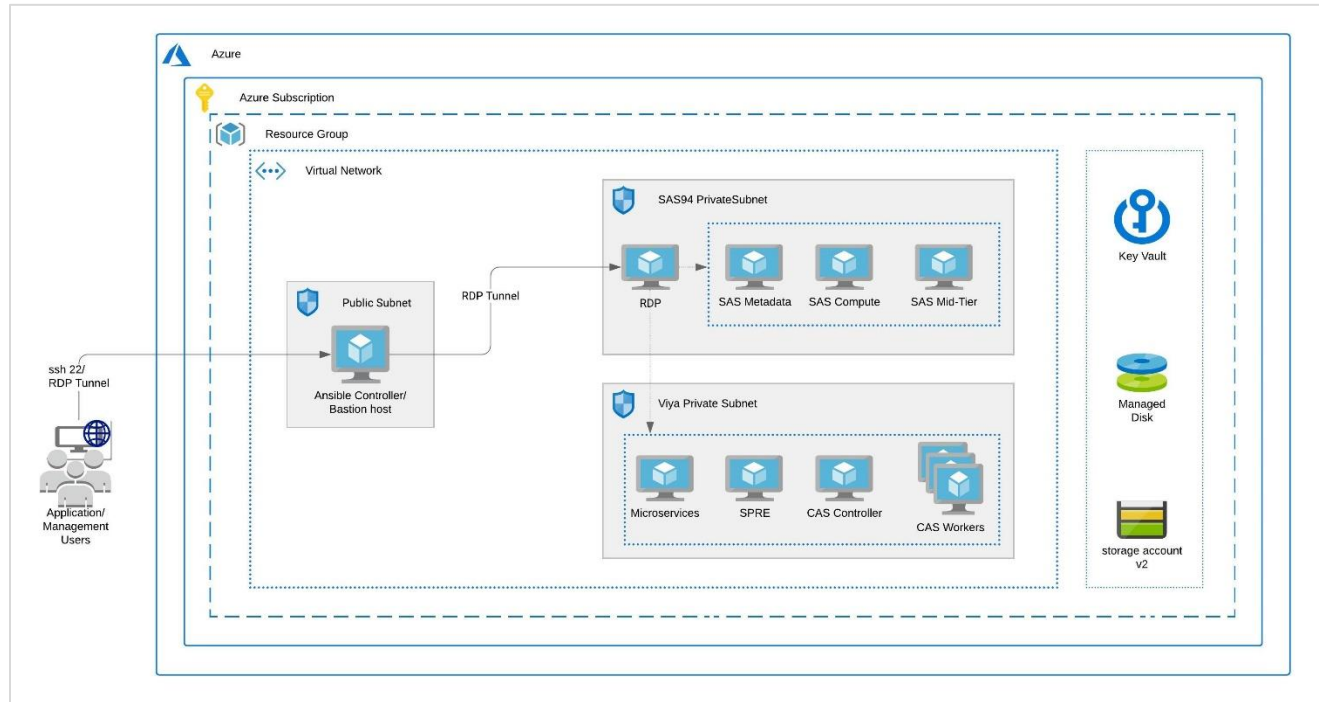 Azure
Azure Subscription
Resource Group
Virtual Network
SAS94 PrivateSubnet
RDP
SAS Metadata
SAS Compute
SAS Mid-Tier
Key Vault
RDP Tunnel
Public Subnet
Ansible Controller/
Bastion host
ssh 22/
RDP Tunnel
Application/
Management
Users
Viya Private Subnet
Microservices
SPRE
CAS Controller
CAS Workers
Managed
Disk
storage account
v2